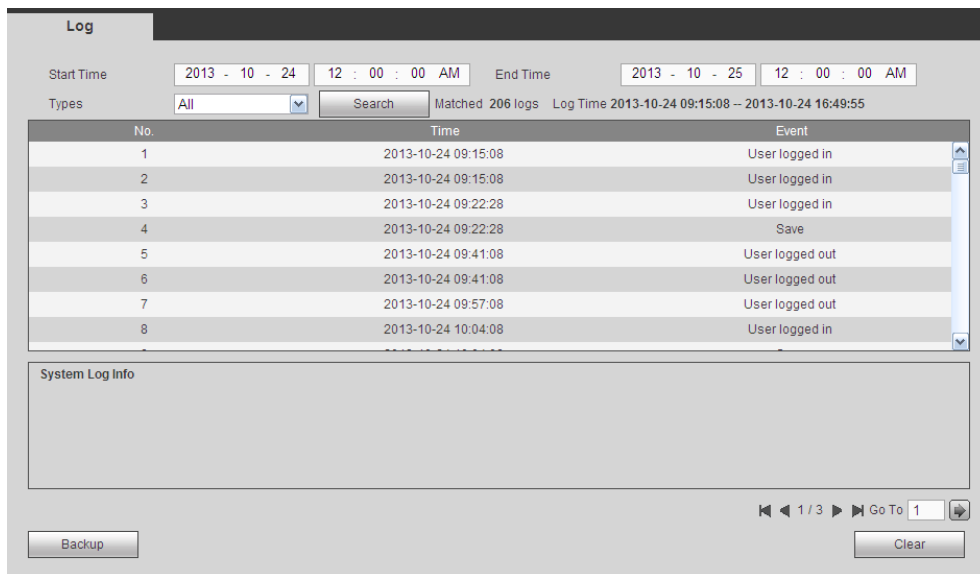 Log
Start Time 2013 - 10 - 24 12 : 00 : 00 AM End Time 2013 - 10 - 25 12 : 00 : 00 AM
Types All Search Matched 206 logs Log Time 2013-10-24 09:15:08 -- 2013-10-24 16:49:55
No. Time Event
1 2013-10-24 09:15:08 User logged in
2 2013-10-24 09:15:08 User logged in
3 2013-10-24 09:22:28 User logged in
4 2013-10-24 09:22:28 Save
5 2013-10-24 09:41:08 User logged out
6 2013-10-24 09:41:08 User logged out
7 2013-10-24 09:57:08 User logged out
8 2013-10-24 10:04:08 User logged in
System Log Info
1 / 3 Go To 1
Backup Clear